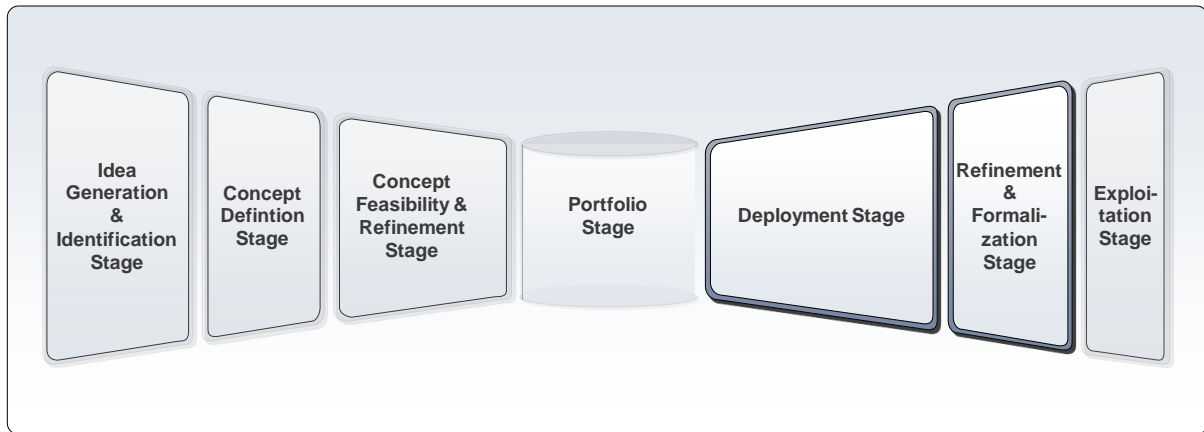 Idea
Generation
&
Identification
Stage
Concept
Defintion
Stage
Concept
Feasibility &
Refinement
Stage
Portfolio
Stage
Deployment Stage
Refinement
&
Formali-
zation
Stage
Exploi-
tation
Stage